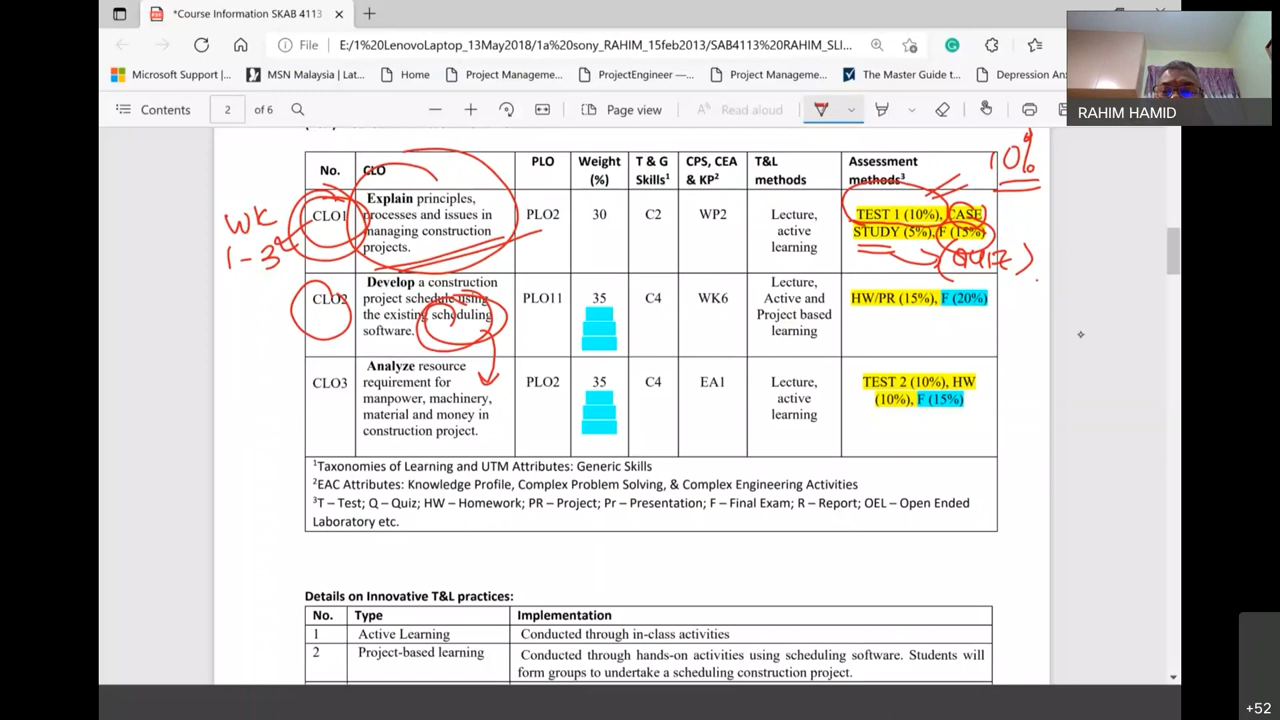 *Course Information SKAB 4113
File
E:/1%20LenovoLaptop_13May2018/1a%20sony_RAHIM_15feb2013/SAB4113%20RAHIM_SLI...
Microsoft Support |...
MSN Malaysia | Lat...
Home
Project Manageme...
ProjectEngineer —...
Project Manageme...
The Master Guide t...
Depression An
RAHIM HAMID
Contents
2
of 6
Page view
Read aloud
10%
No.
CLO
PLO
Weight
(%)
T & G
Skills1
CPS, CEA
& KP2
T&L
methods
Assessment
methods3
WK
1-3
CLO1
Explain principles,
processes and issues in
managing construction
projects.
PLO2
30
C2
WP2
Lecture,
active
learning
TEST 1 (10%), CASE
STUDY (5%), F (15%)
(QUIZ).
CLO2
Develop a construction
project schedule using
the existing scheduling
software.
PLO11
35
C4
WK6
Lecture,
Active and
Project based
learning
HW/PR (15%), F (20%)
CLO3
Analyze resource
requirement for
manpower, machinery,
material and money in
construction project.
PLO2
35
C4
EA1
Lecture,
active
learning
TEST 2 (10%), HW
(10%), F (15%)
1Taxonomies of Learning and UTM Attributes: Generic Skills
2EAC Attributes: Knowledge Profile, Complex Problem Solving, & Complex Engineering Activities
3T – Test; Q – Quiz; HW – Homework; PR – Project; Pr – Presentation; F – Final Exam; R – Report; OEL – Open Ended
Laboratory etc.
Details on Innovative T&L practices:
No.
Type
Implementation
1
Active Learning
Conducted through in-class activities
2
Project-based learning
Conducted through hands-on activities using scheduling software. Students will
form groups to undertake a scheduling construction project.
+52